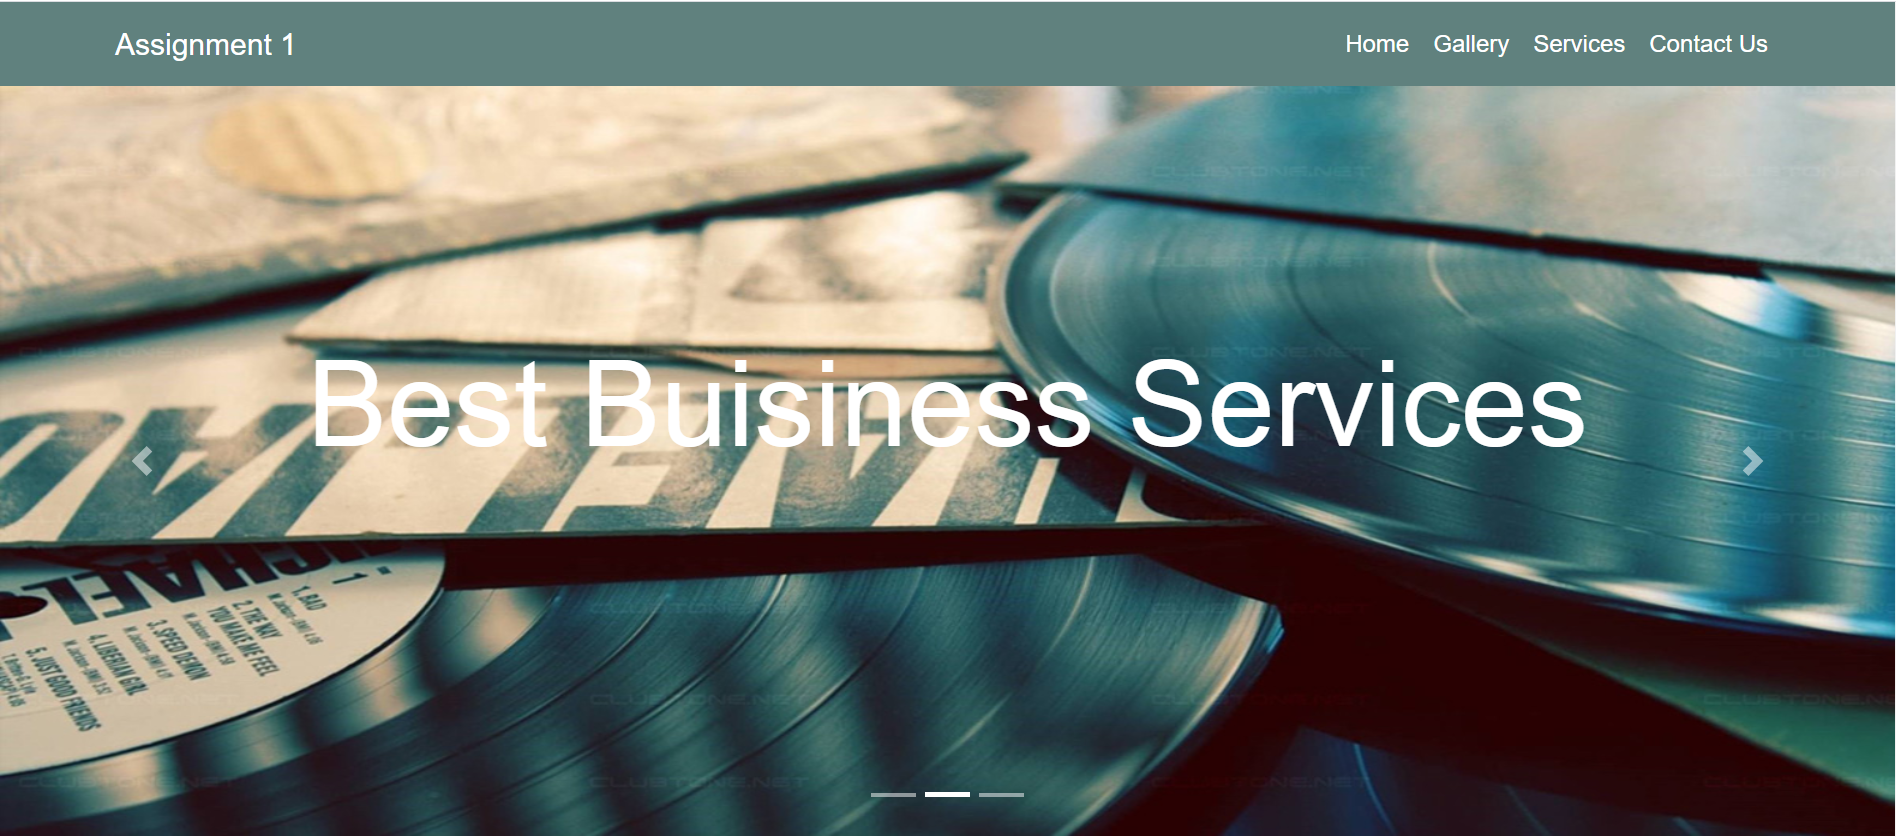 Assignment 1
Home Gallery Services Contact Us
Best Buisiness Services
MICHAEL J
1
1. BAD
2. THE WAY
YOU MAKE ME FEEL
3. SPEED DEMON
4. LIBERIAN GIRL
5. JUST GOOD FRIENDS
CLUBTONE.NET